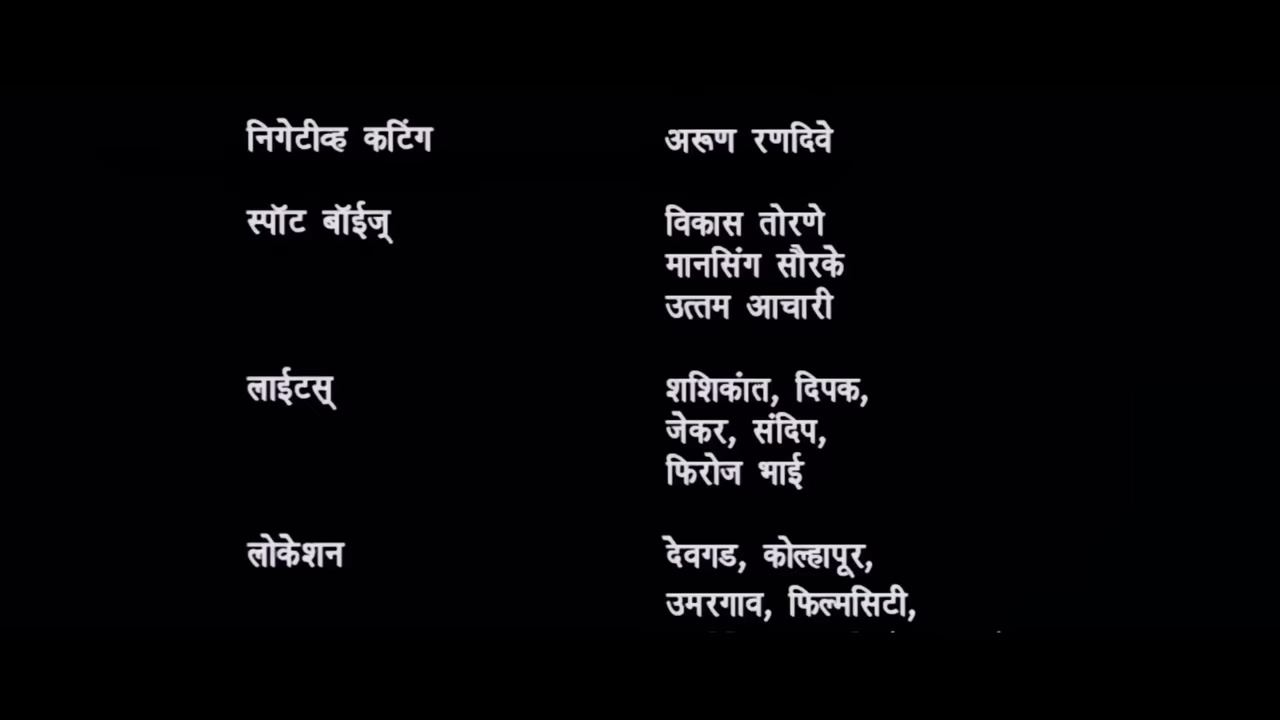 निगेटीव्ह कटिंग अरूण रणदिवे
स्पॉट बॉईज् विकास तोरणे
मानसिंग सौरके
उत्तम आचारी
लाईटस् शशिकांत, दिपक,
जेकर, संदिप,
फिरोज भाई
लोकेशन देवगड, कोल्हापूर,
उमरगाव, फिल्मसिटी,